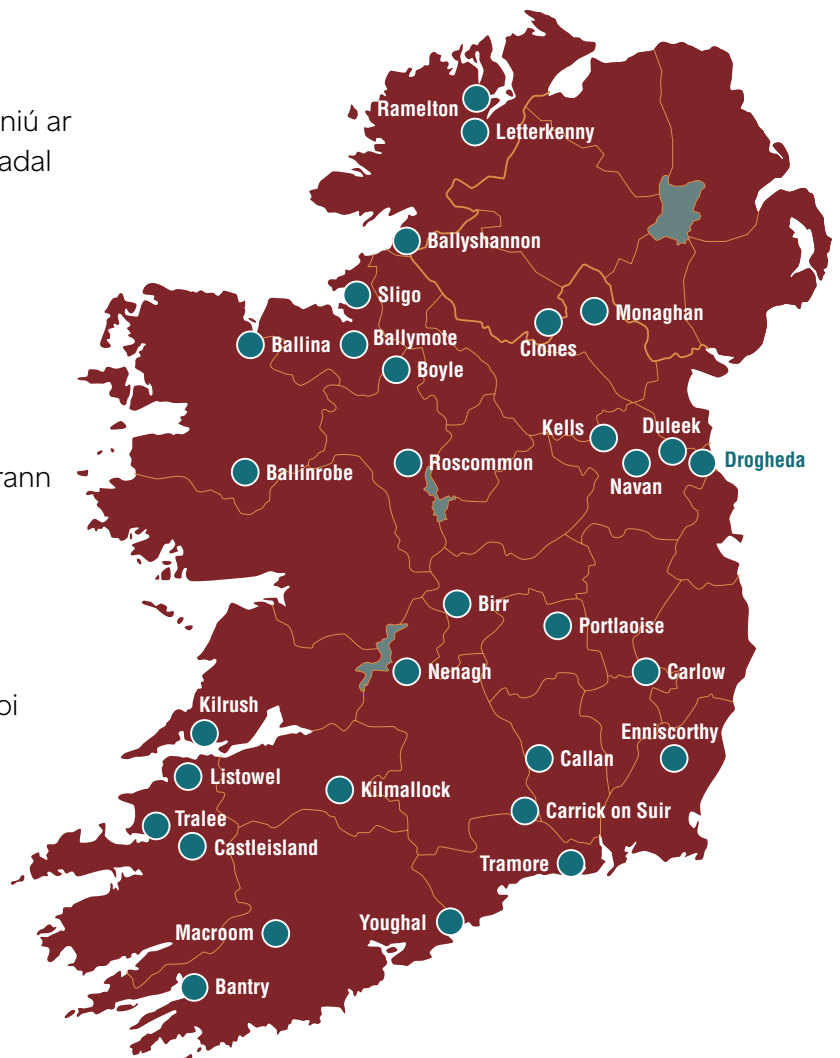 niú ar
adal
rann
oi
Ramelton
Letterkenny
Ballyshannon
Sligo
Monaghan
Clones
Ballina
Ballymote
Boyle
Kells
Duleek
Drogheda
Navan
Ballinrobe
Roscommon
Birr
Portlaoise
Nenagh
Carlow
Kilrush
Enniscorthy
Callan
Listowel
Kilmallock
Carrick on Suir
Tralee
Castleisland
Tramore
Youghal
Macroom
Bantry